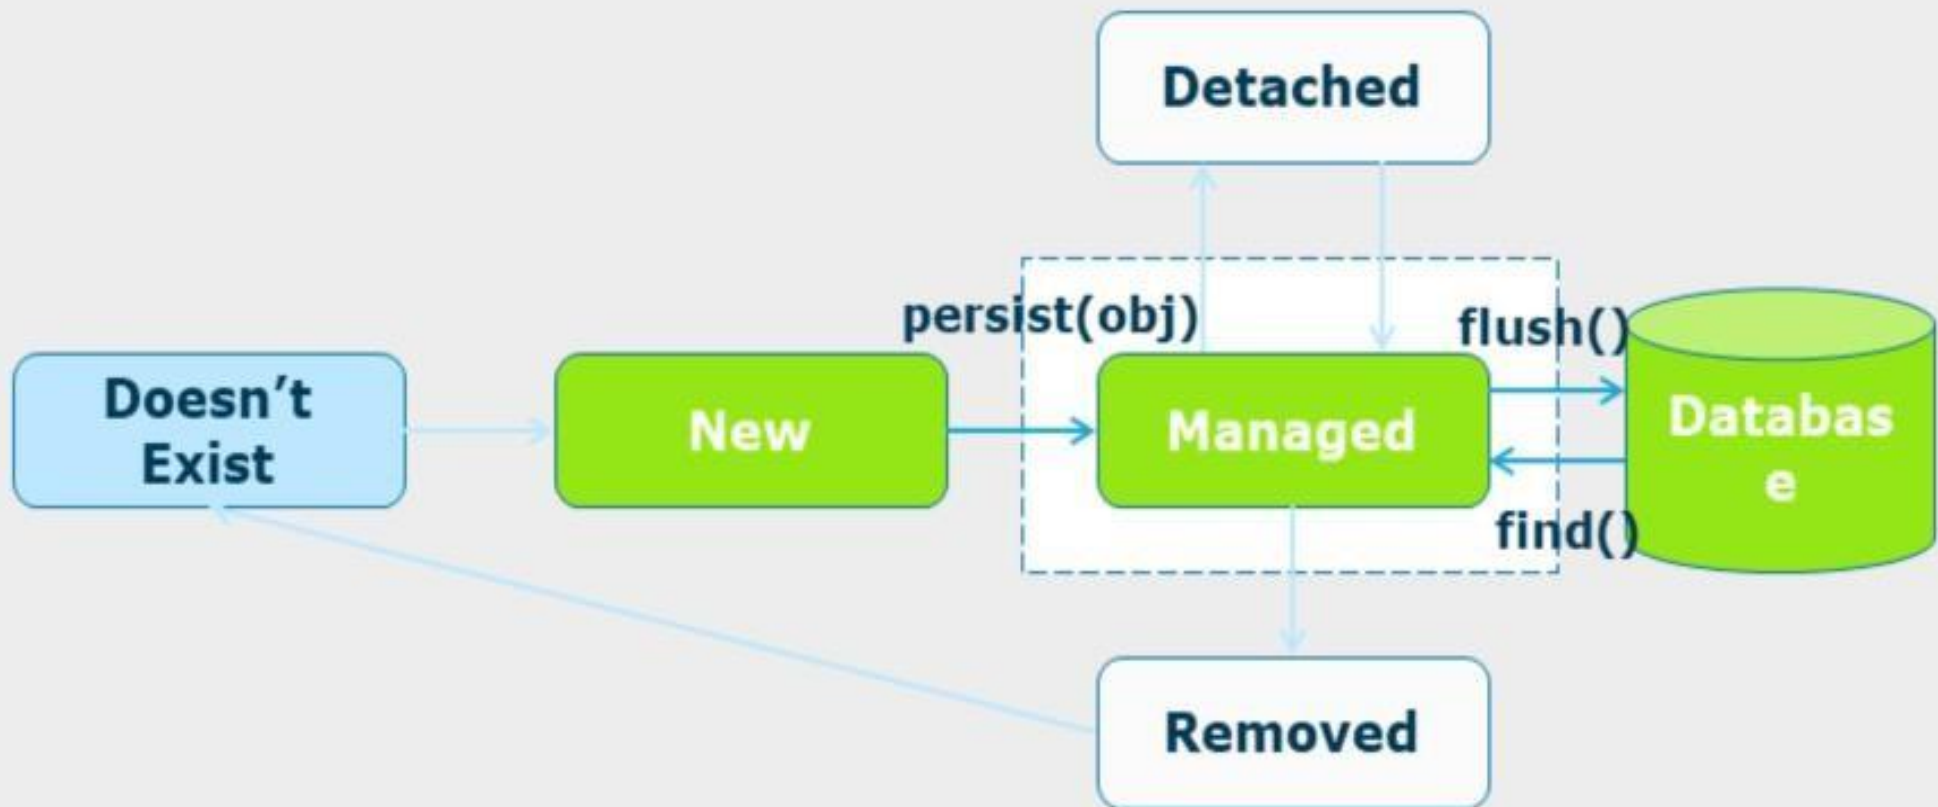 Detached
persist(obj)
flush()
Doesn’t
Exist
New
Managed
Databas
e
find()
Removed